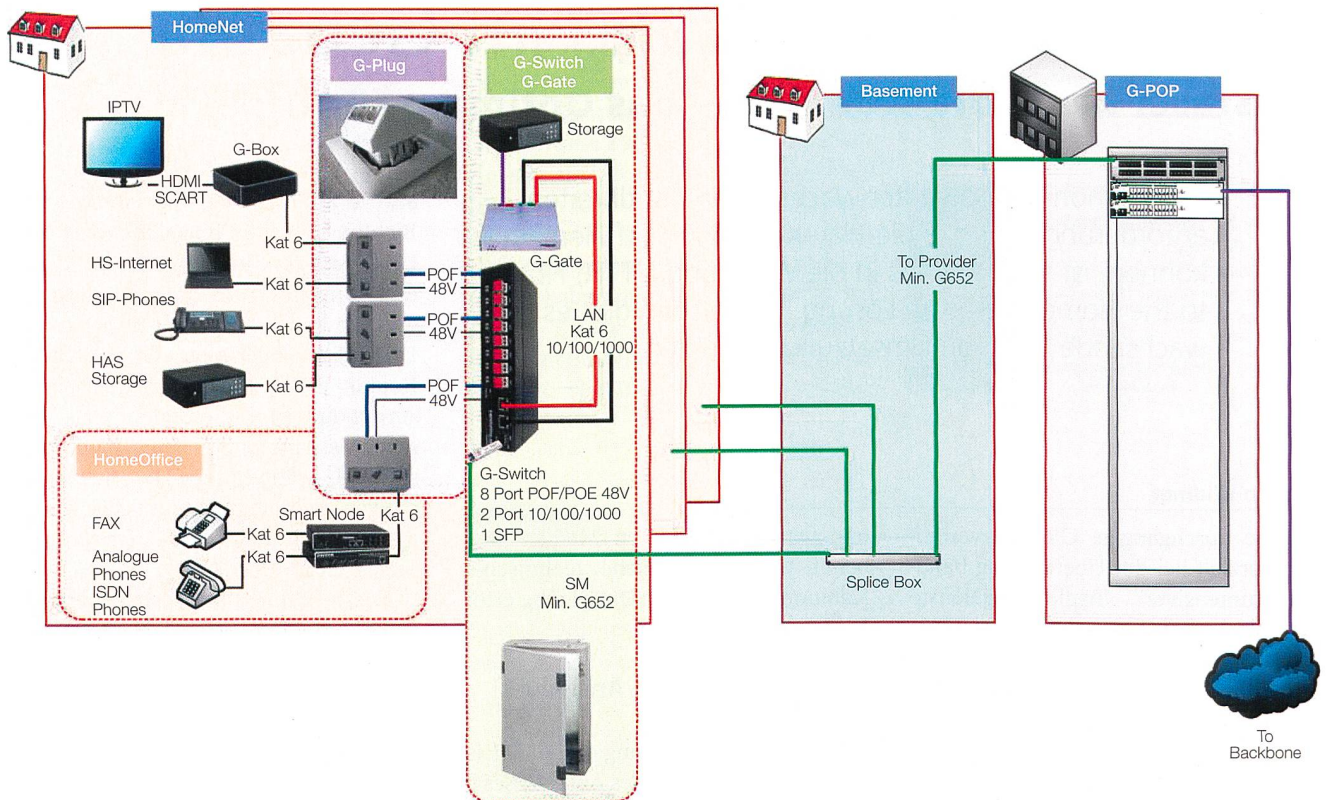 HomeNet
G-Plug
G-Switch
G-Gate
Basement
G-POP
IPTV
G-Box
HDMI
SCART
Kat 6
HS-Internet
Kat 6
SIP-Phones
Kat 6
HAS
Storage
Kat 6
POF
48V
POF
48V
POF
48V
Storage
G-Gate
LAN
Kat 6
10/100/1000
To Provider
Min. G652
HomeOffice
FAX
Kat 6
Smart Node
Kat 6
Analogue
Phones
ISDN
Phones
Kat 6
G-Switch
8 Port POF/POE 48V
2 Port 10/100/1000
1 SFP
SM
Min. G652
Splice Box
To
Backbone